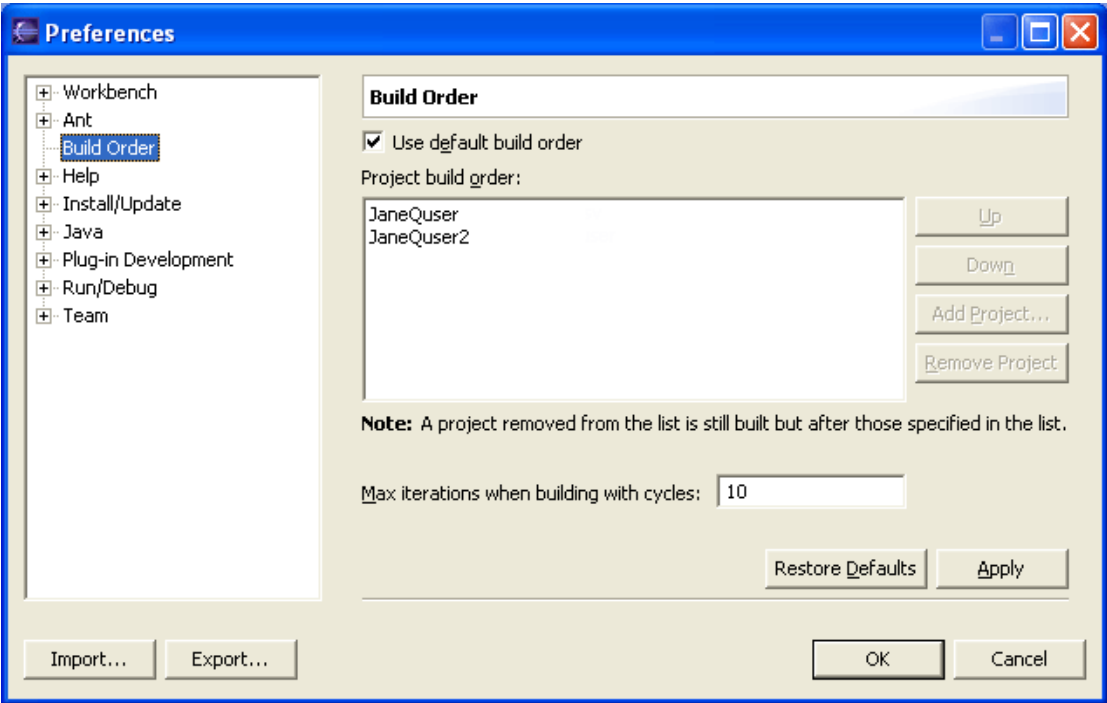 Preferences
Workbench
Ant
Build Order
Help
Install/Update
Java
Plug-in Development
Run/Debug
Team
Build Order
Use default build order
Project build order:
JaneQuser
JaneQuser2
Up
Down
Add Project...
Remove Project
Note: A project removed from the list is still built but after those specified in the list.
Max iterations when building with cycles: 10
Restore Defaults Apply
Import... Export... OK Cancel